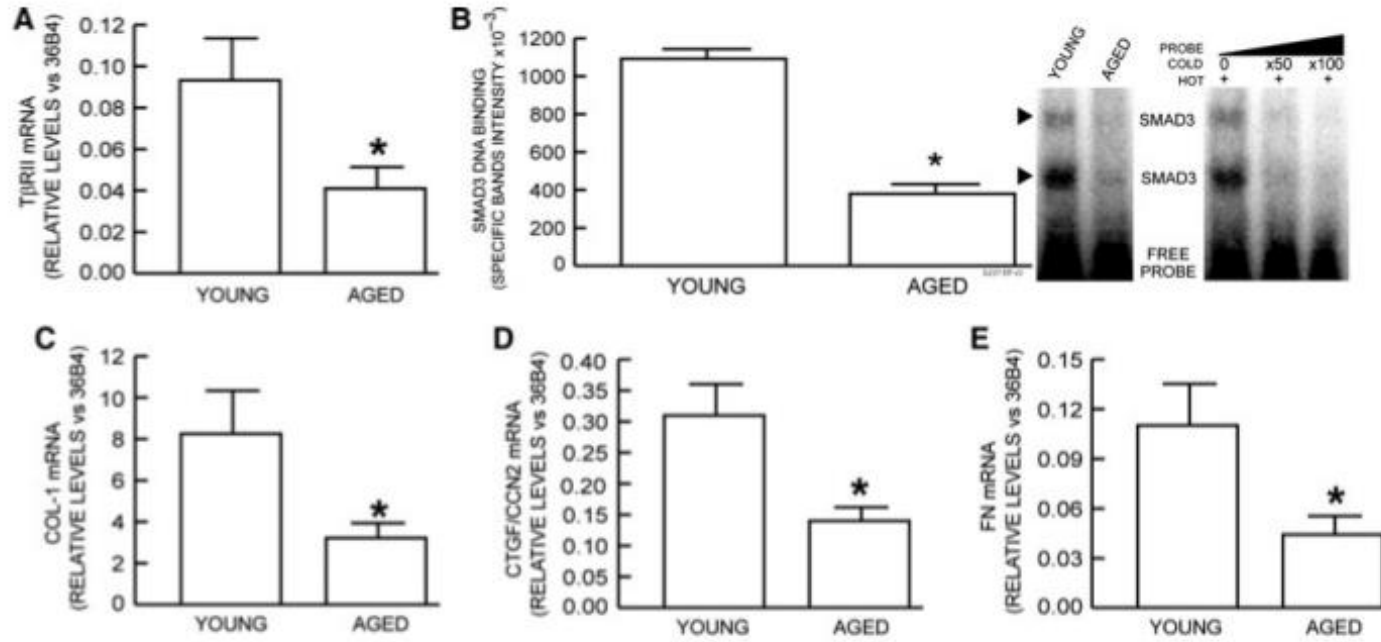 A
TβRII mRNA
(RELATIVE LEVELS vs 36B4)
0.12
0.10
0.08
0.06
0.04
0.02
0.00
*
YOUNG AGED
B
SMAD3 DNA BINDING
(SPECIFIC BANDS INTENSITY x10⁻³)
1200
1000
800
600
400
200
0
*
YOUNG AGED
YOUNG AGED
PROBE
COLD 0 x50 x100
HOT + + +
SMAD3
SMAD3
FREE
PROBE
C
COL-1 mRNA
(RELATIVE LEVELS vs 36B4)
12
10
8
6
4
2
0
*
YOUNG AGED
D
CTGF/CCN2 mRNA
(RELATIVE LEVELS vs 36B4)
0.40
0.35
0.30
0.25
0.20
0.15
0.10
0.05
0.00
*
YOUNG AGED
E
FN mRNA
(RELATIVE LEVELS vs 36B4)
0.15
0.12
0.09
0.06
0.03
0.00
*
YOUNG AGED